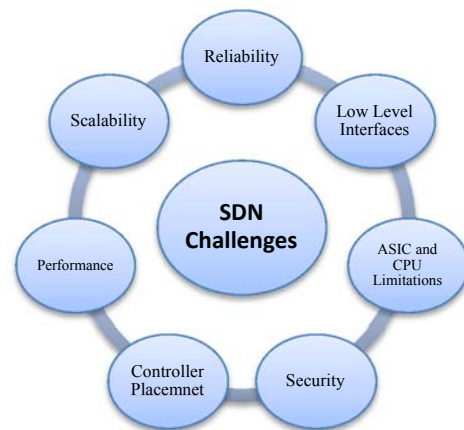 Reliability
Low Level
Interfaces
ASIC and
CPU
Limitations
Security
Controller
Placemnet
Performance
Scalability
SDN
Challenges